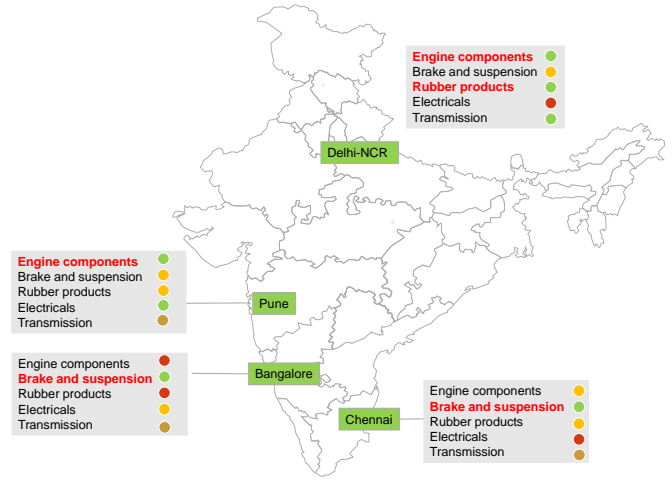 Engine components
Brake and suspension
Rubber products
Electricals
Transmission
Delhi-NCR
Engine components
Brake and suspension
Rubber products
Electricals
Transmission
Pune
Engine components
Brake and suspension
Rubber products
Electricals
Transmission
Bangalore
Engine components
Brake and suspension
Rubber products
Electricals
Transmission
Chennai